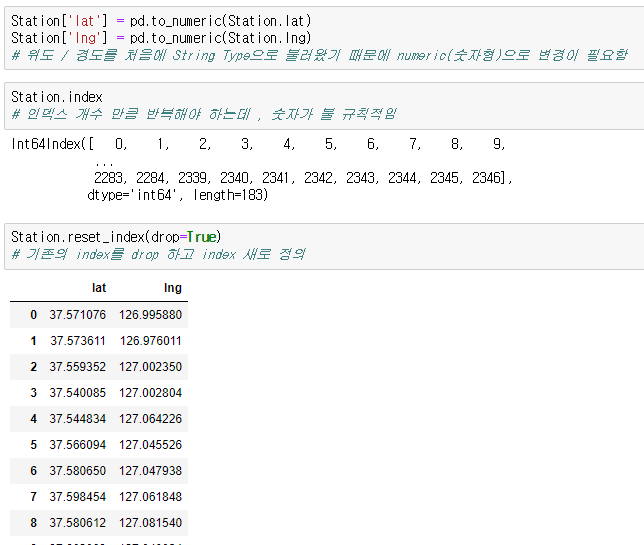 Station['lat'] = pd.to_numeric(Station.lat)
Station['lng'] = pd.to_numeric(Station.lng)
# 위도 / 경도를 처음에 String Type으로 불러왔기 때문에 numeric(숫자형)으로 변경이 필요함
Station.index
# 인덱스 개수 만큼 반복해야 하는데 , 숫자가 불 규칙적임
Int64Index([   0,    1,    2,    3,    4,    5,    6,    7,    8,    9,
...
2283, 2284, 2339, 2340, 2341, 2342, 2343, 2344, 2345, 2346],
dtype='int64', length=183)
Station.reset_index(drop=True)
# 기존의 index를 drop 하고 index 새로 정의
lat lng
0 37.571076 126.995880
1 37.573611 126.976011
2 37.559352 127.002350
3 37.540085 127.002804
4 37.544834 127.064226
5 37.566094 127.045526
6 37.580650 127.047938
7 37.598454 127.061848
8 37.580612 127.081540